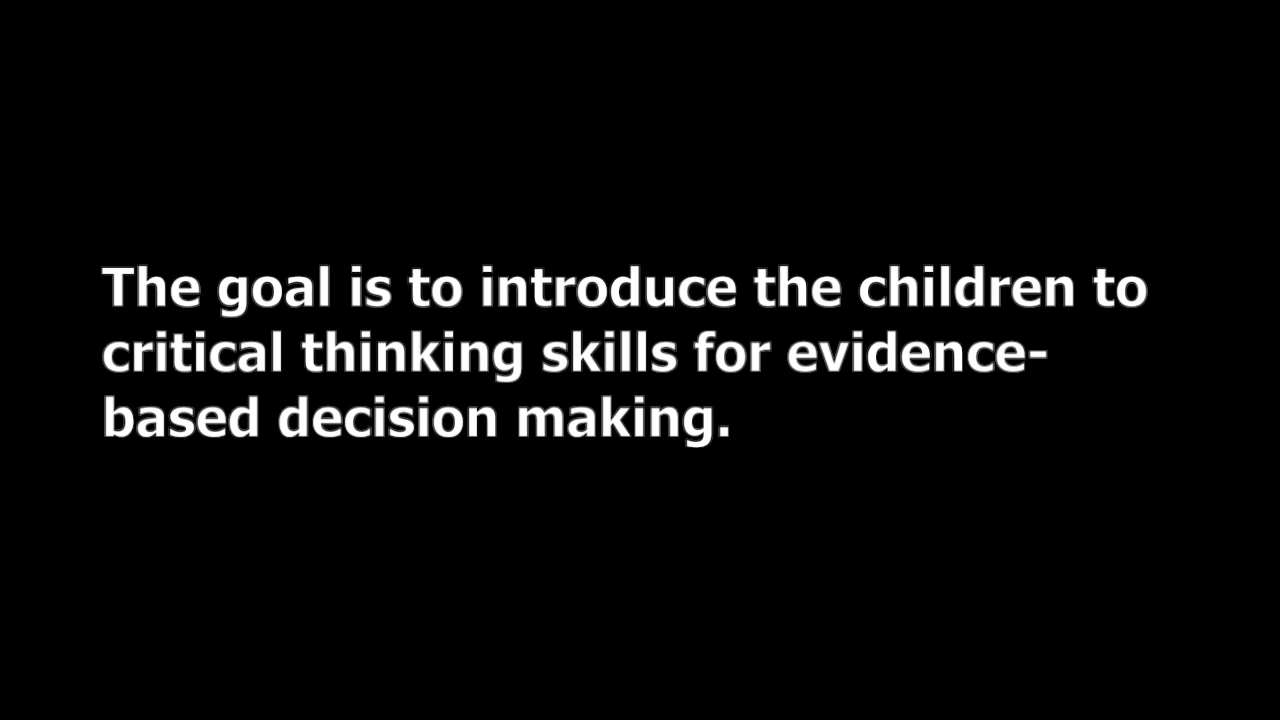 The goal is to introduce the children to
critical thinking skills for evidence-
based decision making.